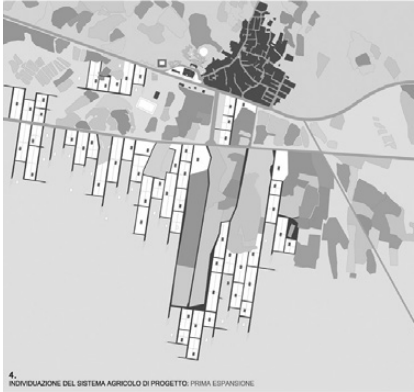 4.
INDIVIDUAZIONE DEL SISTEMA AGRICOLO DI PROGETTO: PRIMA ESPANSIONE